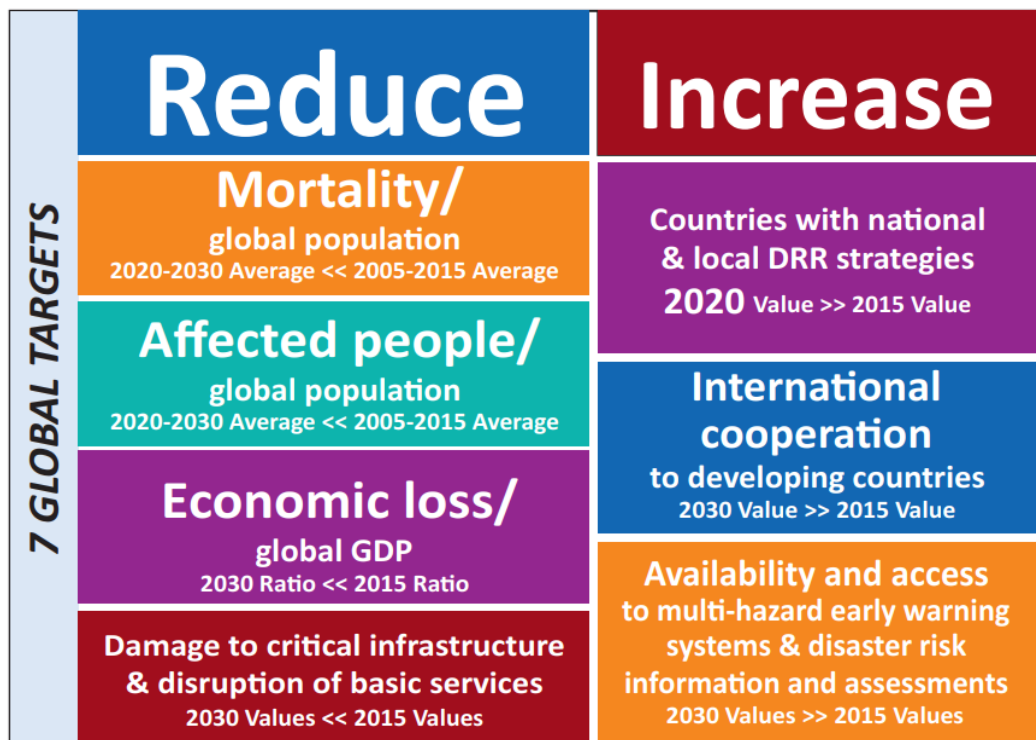 7 GLOBAL TARGETS
Reduce
Mortality/
global population
2020-2030 Average << 2005-2015 Average
Affected people/
global population
2020-2030 Average << 2005-2015 Average
Economic loss/
global GDP
2030 Ratio << 2015 Ratio
Damage to critical infrastructure
& disruption of basic services
2030 Values << 2015 Values
Increase
Countries with national
& local DRR strategies
2020 Value >> 2015 Value
International
cooperation
to developing countries
2030 Value >> 2015 Value
Availability and access
to multi-hazard early warning
systems & disaster risk
information and assessments
2030 Values >> 2015 Values